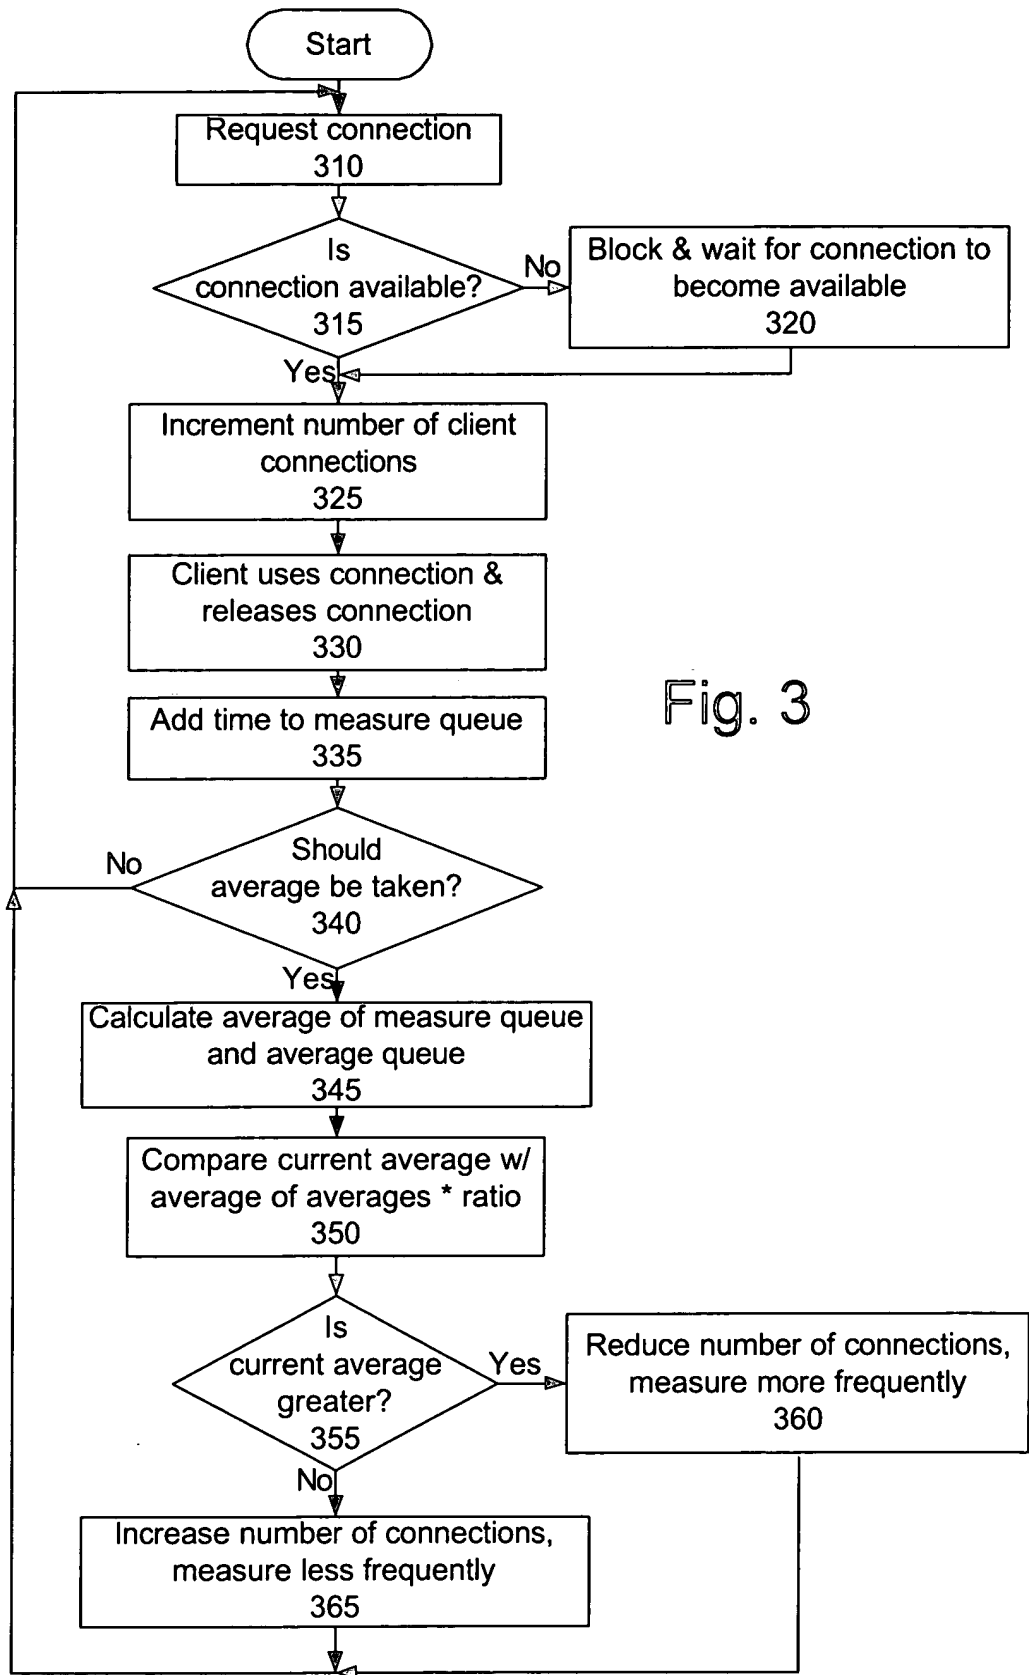 Start
Request connection
310
Is
connection available?
315
No
Block & wait for connection to
become available
320
Yes
Increment number of client
connections
325
Client uses connection &
releases connection
330
Add time to measure queue
335
Fig. 3
Should
average be taken?
340
No
Yes
Calculate average of measure queue
and average queue
345
Compare current average w/
average of averages * ratio
350
Is
current average
greater?
355
Yes
Reduce number of connections,
measure more frequently
360
No
Increase number of connections,
measure less frequently
365